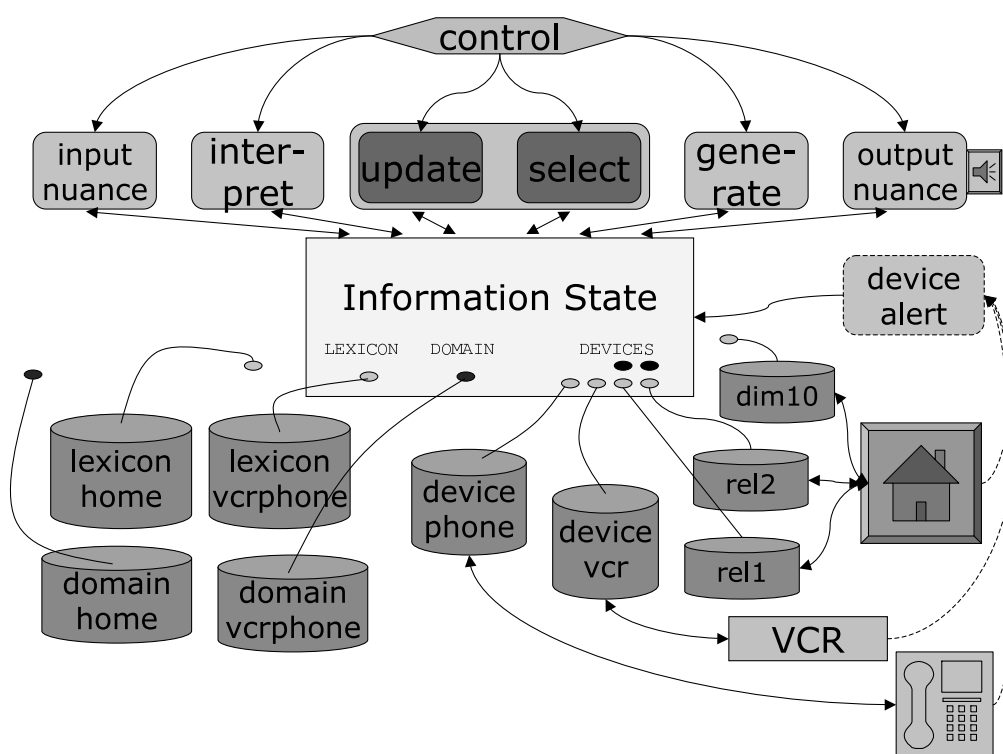 control
input
nuance
inter-
pret
update
select
gene-
rate
output
nuance
Information State
device
alert
LEXICON
DOMAIN
DEVICES
dim10
lexicon
home
lexicon
vcrphone
device
phone
rel2
device
vcr
rel1
domain
home
domain
vcrphone
VCR